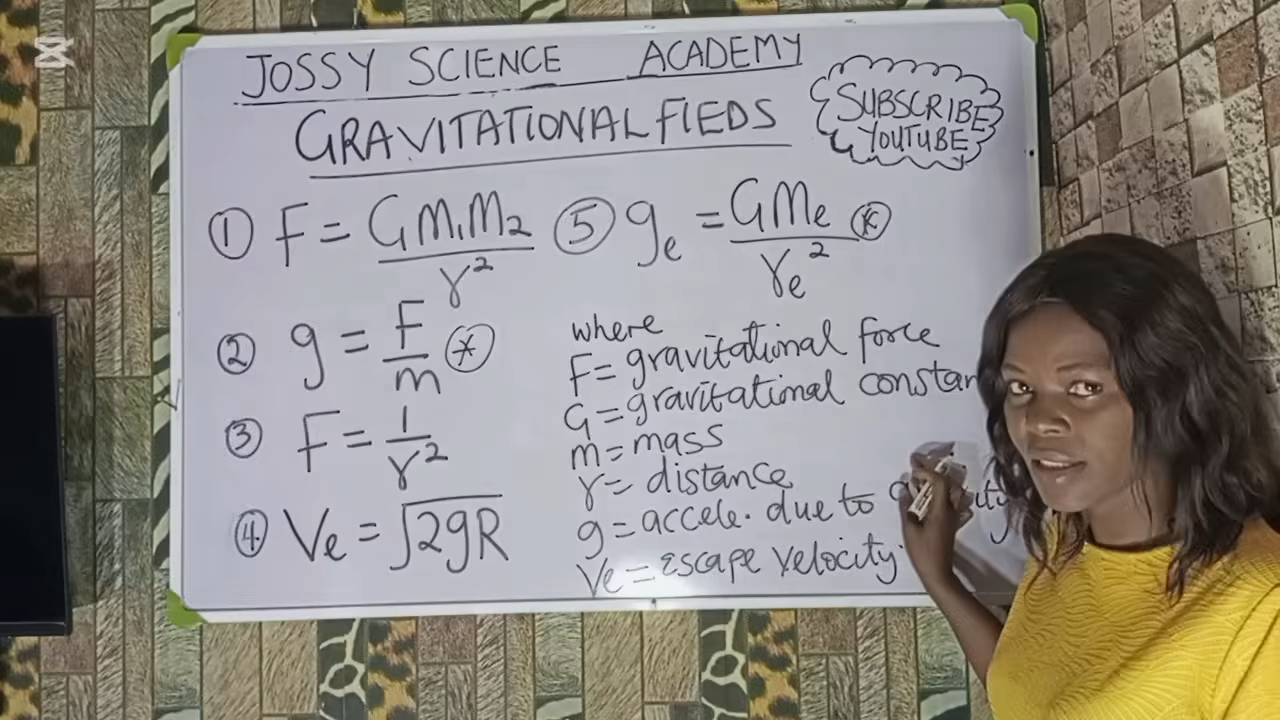 JOSSY SCIENCE ACADEMY
GRAVITATIONAL FIEDS
SUBSCRIBE
YOUTUBE
① F = GM₁M₂/r²
② g = F/m *
③ F = 1/r²
④ Ve = √2gR
⑤ gₑ = GMe/rₑ² *
where
F = gravitational force
G = gravitational constan
m = mass
r = distance
g = accele. due to
Ve = Escape velocity.